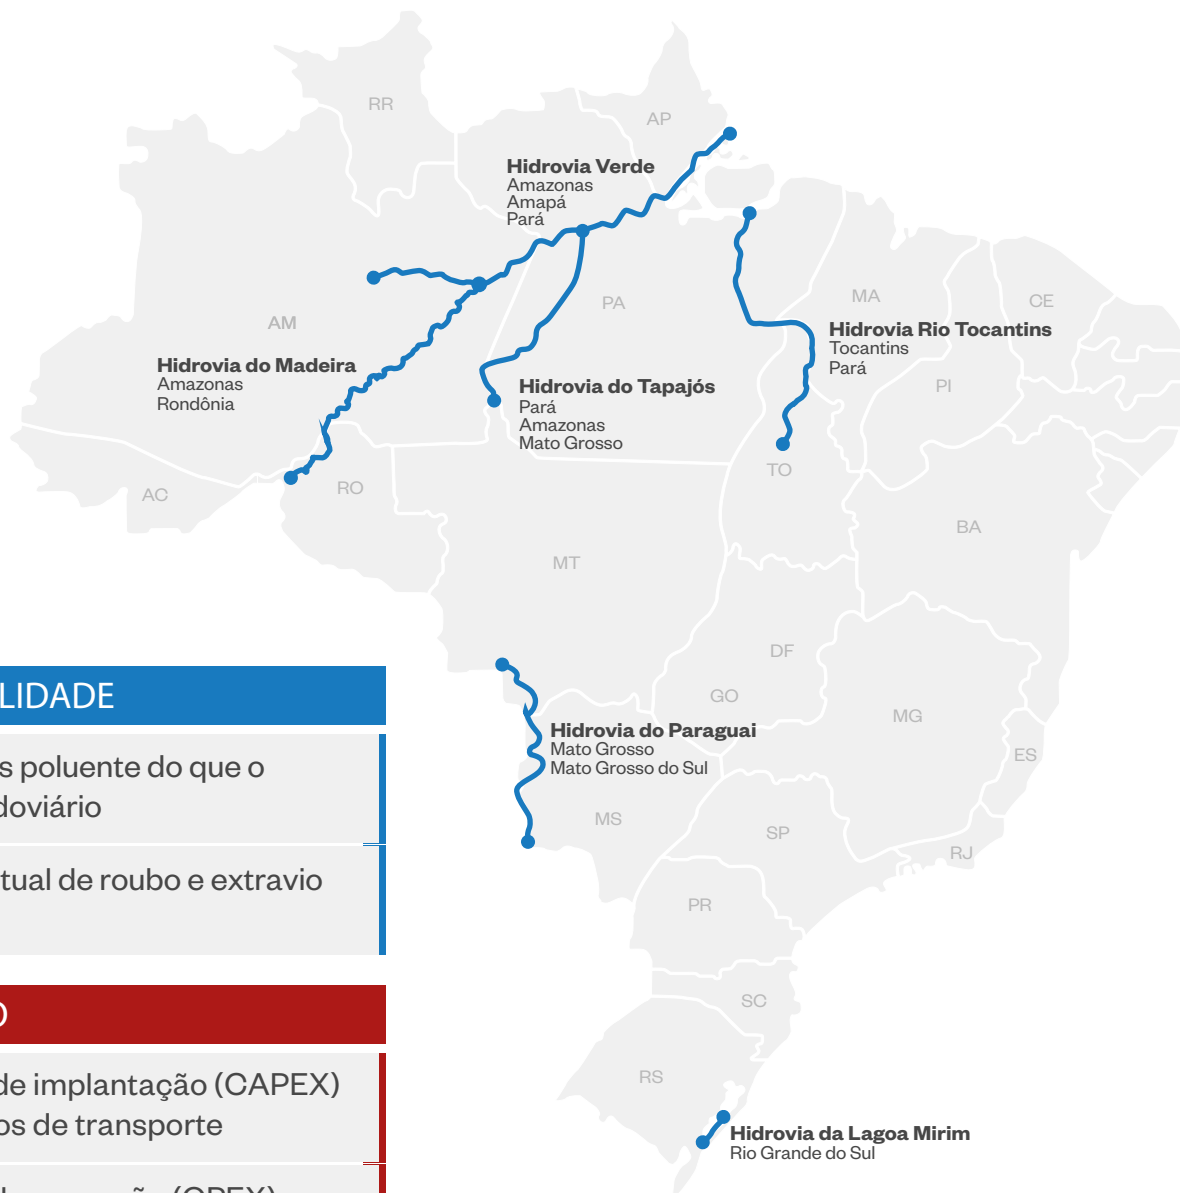 RR
AP
Hidrovia Verde
Amazonas
Amapá
Pará
PA
MA
CE
AM
Hidrovia Rio Tocantins
Tocantins
Pará
Hidrovia do Madeira
Amazonas
Rondônia
Hidrovia do Tapajós
Pará
Amazonas
Mato Grosso
PI
TO
RO
AC
BA
MT
DF
GO
MG
ES
Hidrovia do Paraguai
Mato Grosso
Mato Grosso do Sul
MS
SP
RJ
PR
SC
RS
Hidrovia da Lagoa Mirim
Rio Grande do Sul
LIDADE
s poluente do que o
doviário
tual de roubo e extravio
O
de implantação (CAPEX)
os de transporte
(OPEX)